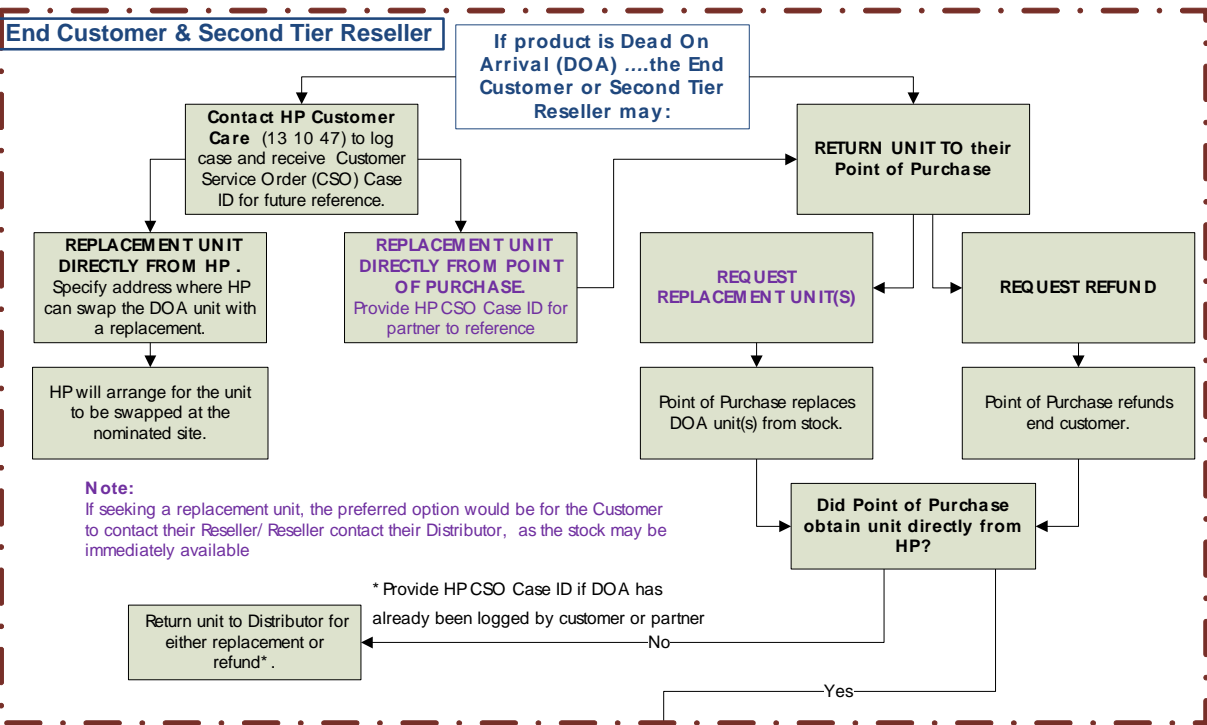 End Customer & Second Tier Reseller
If product is Dead On
Arrival (DOA) ....the End
Customer or Second Tier
Reseller may:
Contact HP Customer
Care (13 10 47) to log
case and receive Customer
Service Order (CSO) Case
ID for future reference.
RETURN UNIT TO their
Point of Purchase
REPLACEMENT UNIT
DIRECTLY FROM HP .
Specify address where HP
can swap the DOA unit with
a replacement.
REPLACEMENT UNIT
DIRECTLY FROM POINT
OF PURCHASE.
Provide HP CSO Case ID for
partner to reference
REQUEST
REPLACEMENT UNIT(S)
REQUEST REFUND
HP will arrange for the unit
to be swapped at the
nominated site.
Point of Purchase replaces
DOA unit(s) from stock.
Point of Purchase refunds
end customer.
Note:
If seeking a replacement unit, the preferred option would be for the Customer
to contact their Reseller/ Reseller contact their Distributor, as the stock may be
immediately available
Did Point of Purchase
obtain unit directly from
HP?
* Provide HP CSO Case ID if DOA has
already been logged by customer or partner
Return unit to Distributor for
either replacement or
refund* .
No
Yes